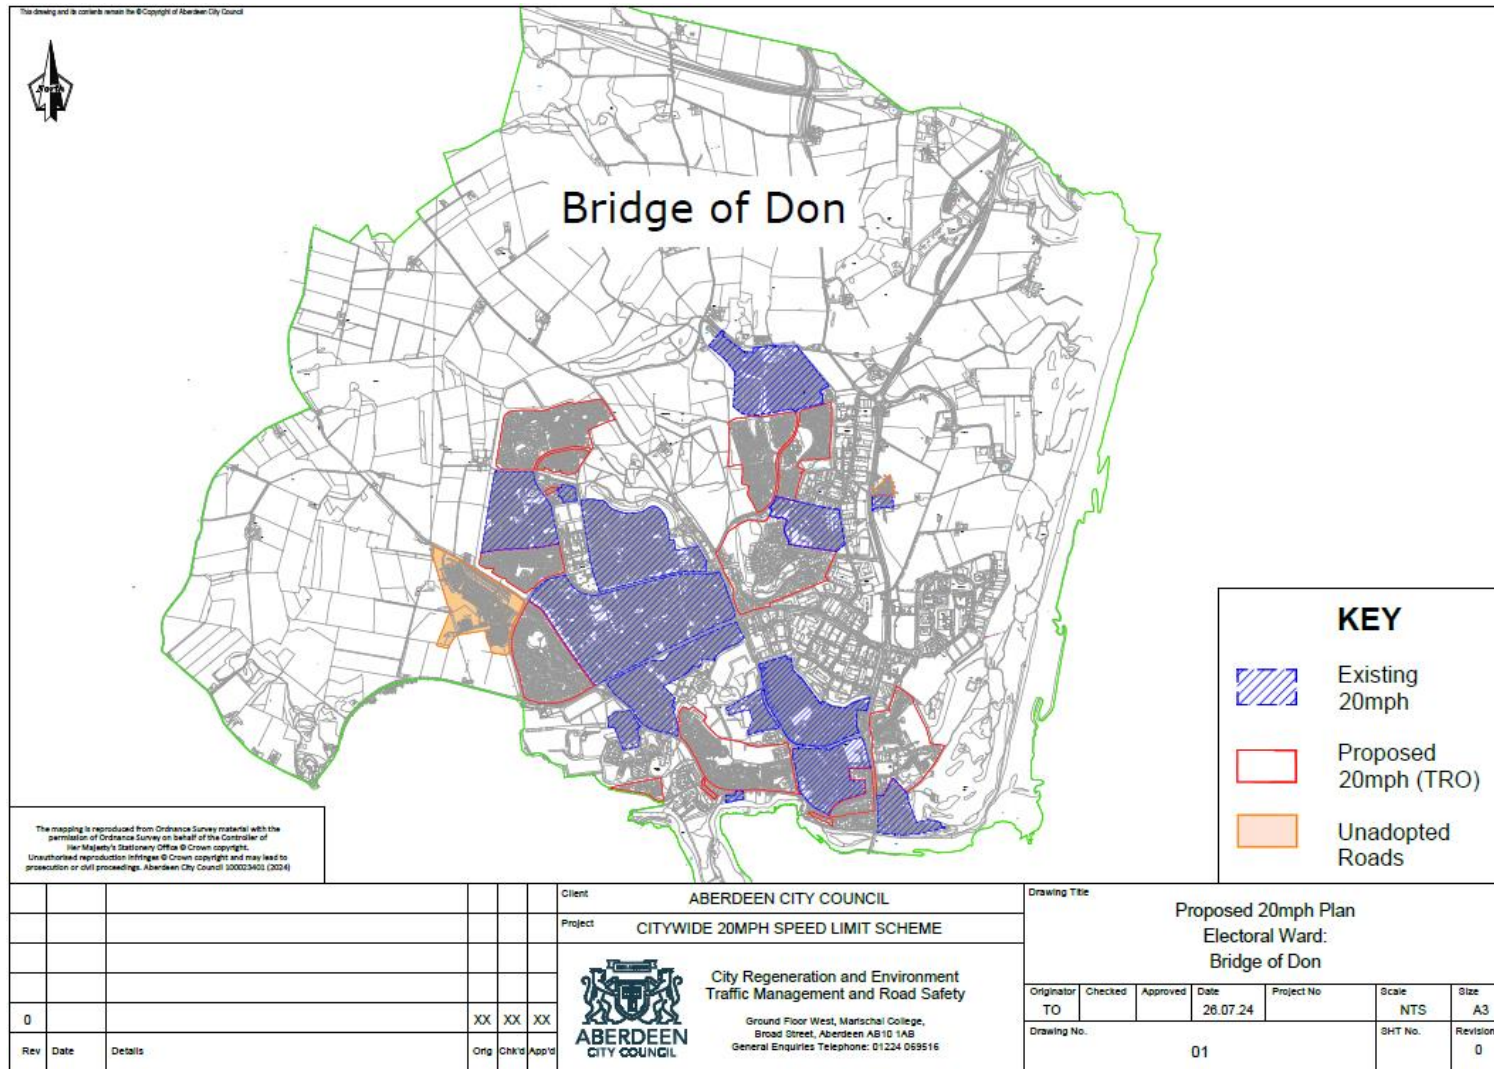 This drawing and its contents remain the © Copyright of Aberdeen City Council
North
Bridge of Don
KEY
Existing
20mph
Proposed
20mph (TRO)
Unadopted
Roads
The mapping is reproduced from Ordnance Survey material with the
permission of Ordnance Survey on behalf of the Controller of
Her Majesty's Stationery Office © Crown copyright.
Unauthorised reproduction infringes © Crown copyright and may lead to
prosecution or civil proceedings. Aberdeen City Council 100023401 (2024)
0
XX XX XX
Rev Date Details Orig Chk'd App'd
Client ABERDEEN CITY COUNCIL
Project CITYWIDE 20MPH SPEED LIMIT SCHEME
ABERDEEN
CITY COUNCIL
City Regeneration and Environment
Traffic Management and Road Safety
Ground Floor West, Marischal College,
Broad Street, Aberdeen AB10 1AB
General Enquiries Telephone: 01224 069516
Drawing Title
Proposed 20mph Plan
Electoral Ward:
Bridge of Don
Originator Checked Approved Date Project No Scale Size
TO 26.07.24 NTS A3
Drawing No. SHT No. Revision
01 0